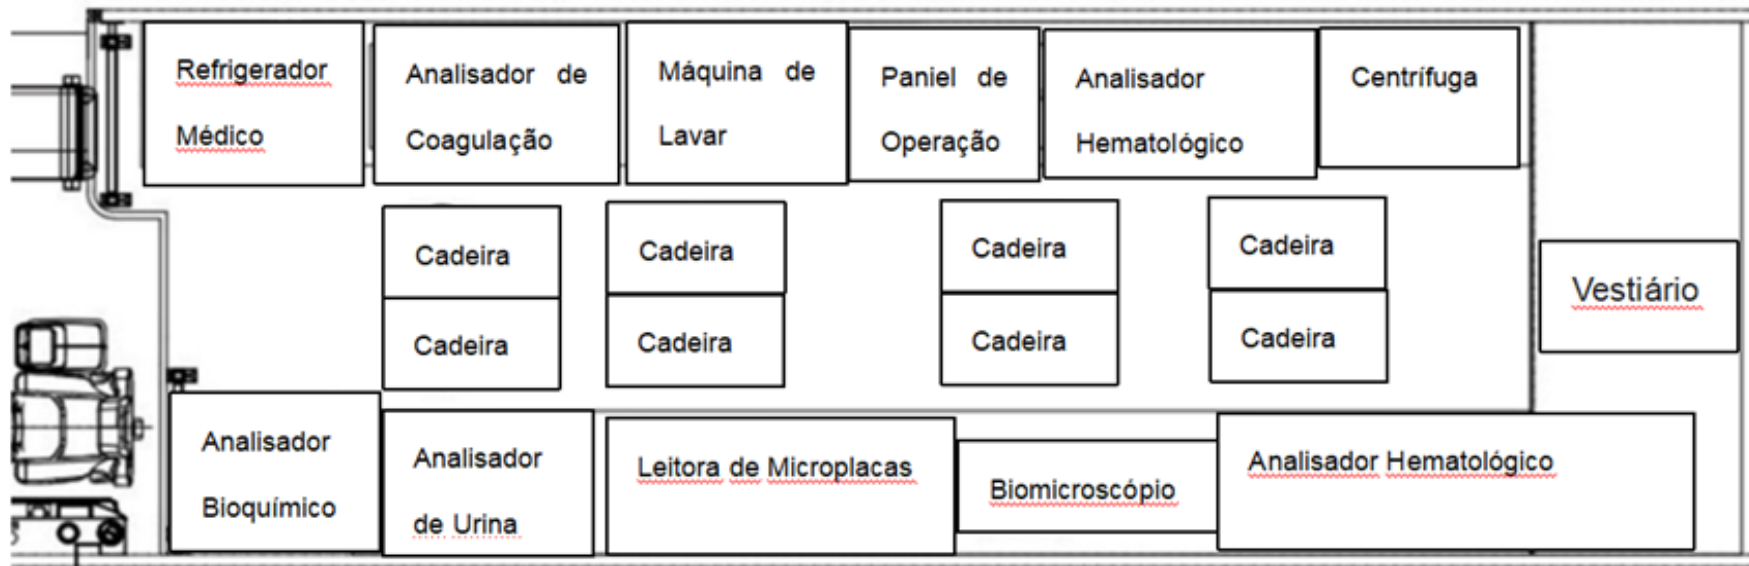 Refrigerador
Médico
Analisador de
Coagulação
Máquina de
Lavar
Paniel de
Operação
Analisador
Hematológico
Centrífuga
Cadeira
Cadeira
Cadeira
Cadeira
Cadeira
Cadeira
Cadeira
Cadeira
Vestiário
Analisador
Bioquímico
Analisador
de Urina
Leitora de Microplacas
Biomicroscópio
Analisador Hematológico